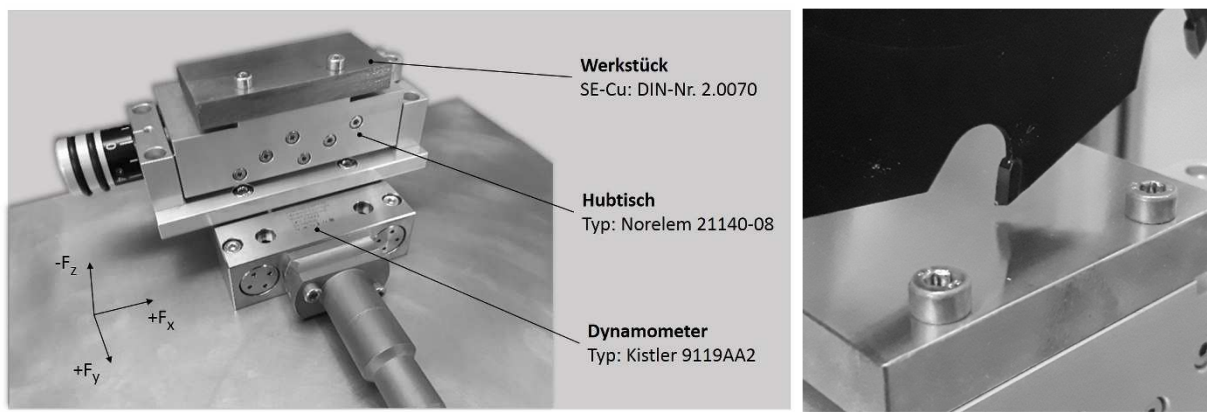 Werkstück
SE-Cu: DIN-Nr. 2.0070
Hubtisch
Typ: Norelem 21140-08
-Fz
+Fx
+Fy
Dynamometer
Typ: Kistler 9119AA2